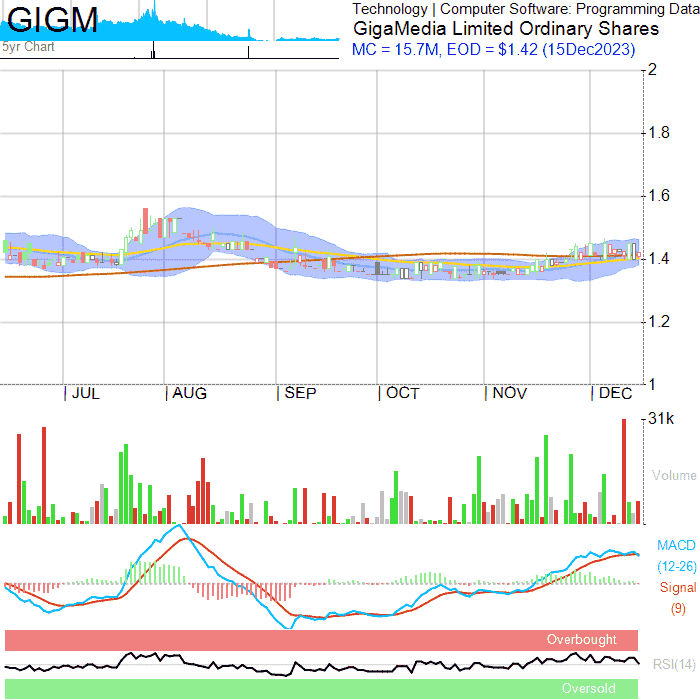 GIGM
5yr Chart
Technology | Computer Software: Programming Data
GigaMedia Limited Ordinary Shares
MC = 15.7M, EOD = $1.42 (15Dec2023)
2
1.8
1.6
1.4
1.2
1
| JUL | AUG | SEP | OCT | NOV | DEC
31k
Volume
MACD
(12-26)
Signal
(9)
Overbought
RSI(14)
Oversold